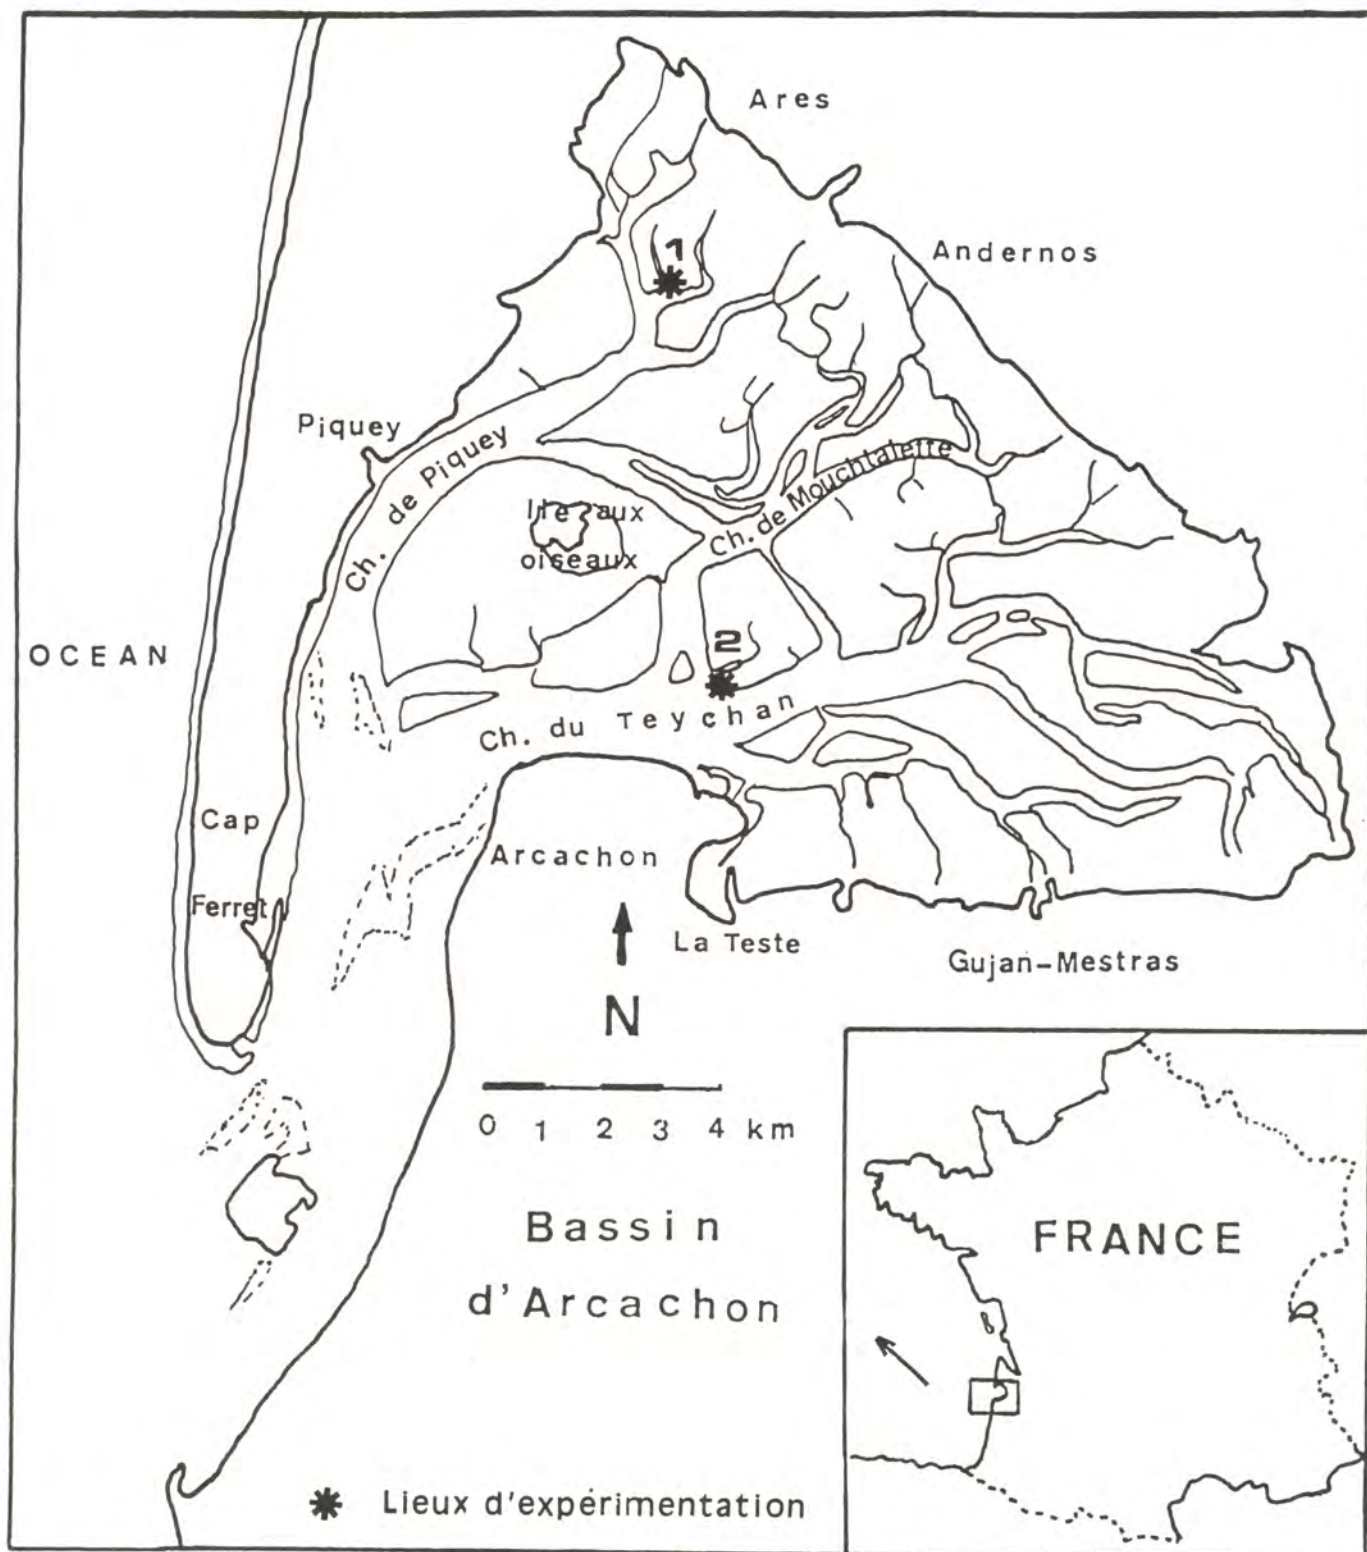 Ares
Andernos
1
Piquey
Ch. de Piquey
Ch. de Mouchtalette
Ile aux
oiseaux
OCEAN
2
Ch. du Teychan
Cap
Ferret
Arcachon
La Teste
Gujan-Mestras
N
0 1 2 3 4 km
Bassin
d'Arcachon
FRANCE
Lieux d'expérimentation